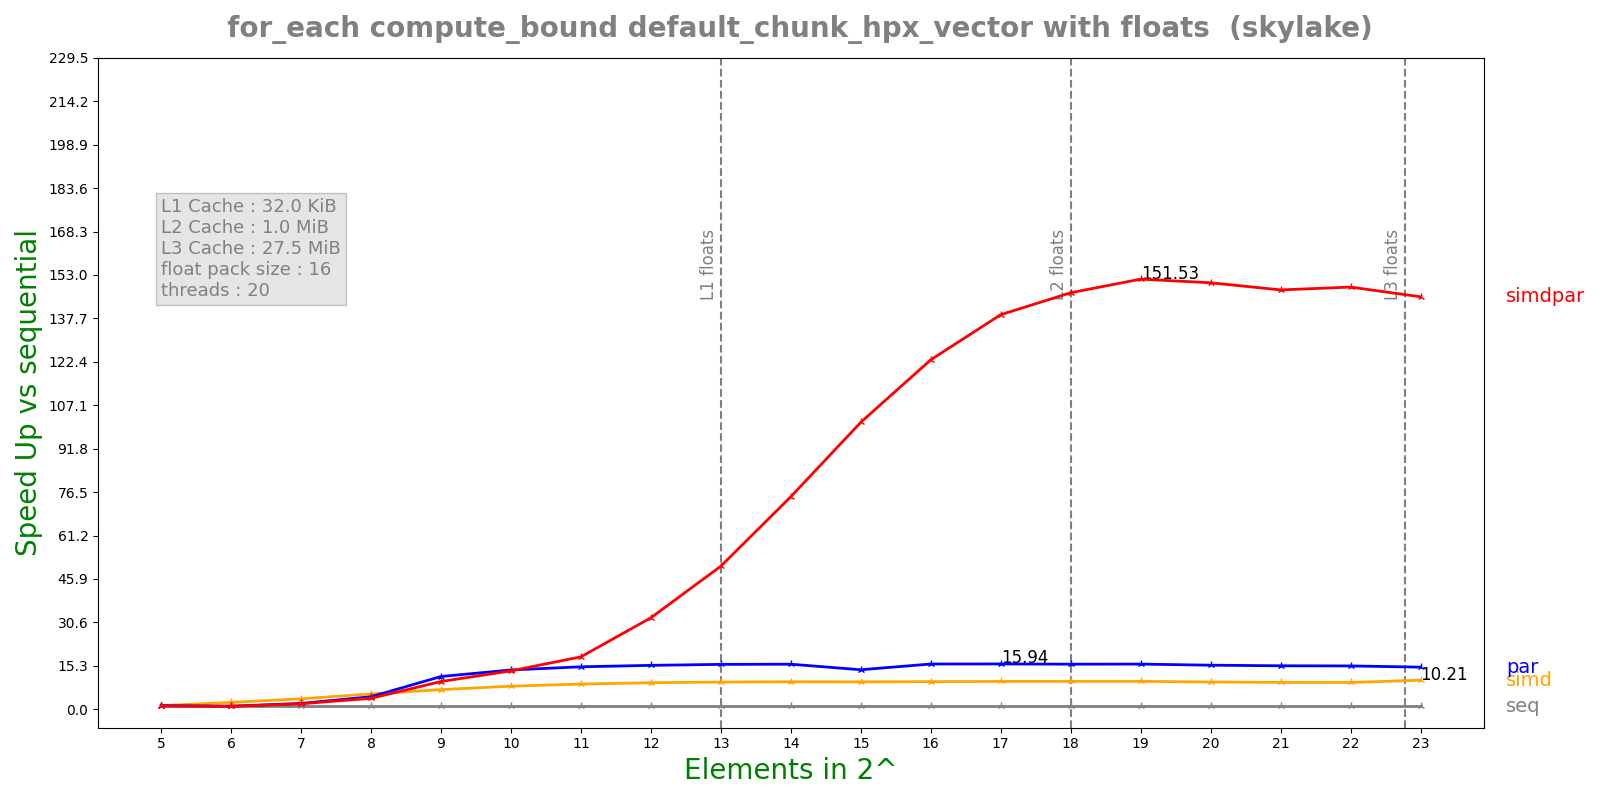 for_each compute_bound default_chunk_hpx_vector with floats  (skylake)
Speed Up vs sequential
229.5
214.2
198.9
183.6
168.3
153.0
137.7
122.4
107.1
91.8
76.5
61.2
45.9
30.6
15.3
0.0
L1 Cache : 32.0 KiB
L2 Cache : 1.0 MiB
L3 Cache : 27.5 MiB
float pack size : 16
threads : 20
L1 floats
L2 floats
L3 floats
151.53
15.94
10.21
simdpar
par
simd
seq
5 6 7 8 9 10 11 12 13 14 15 16 17 18 19 20 21 22 23
Elements in 2^